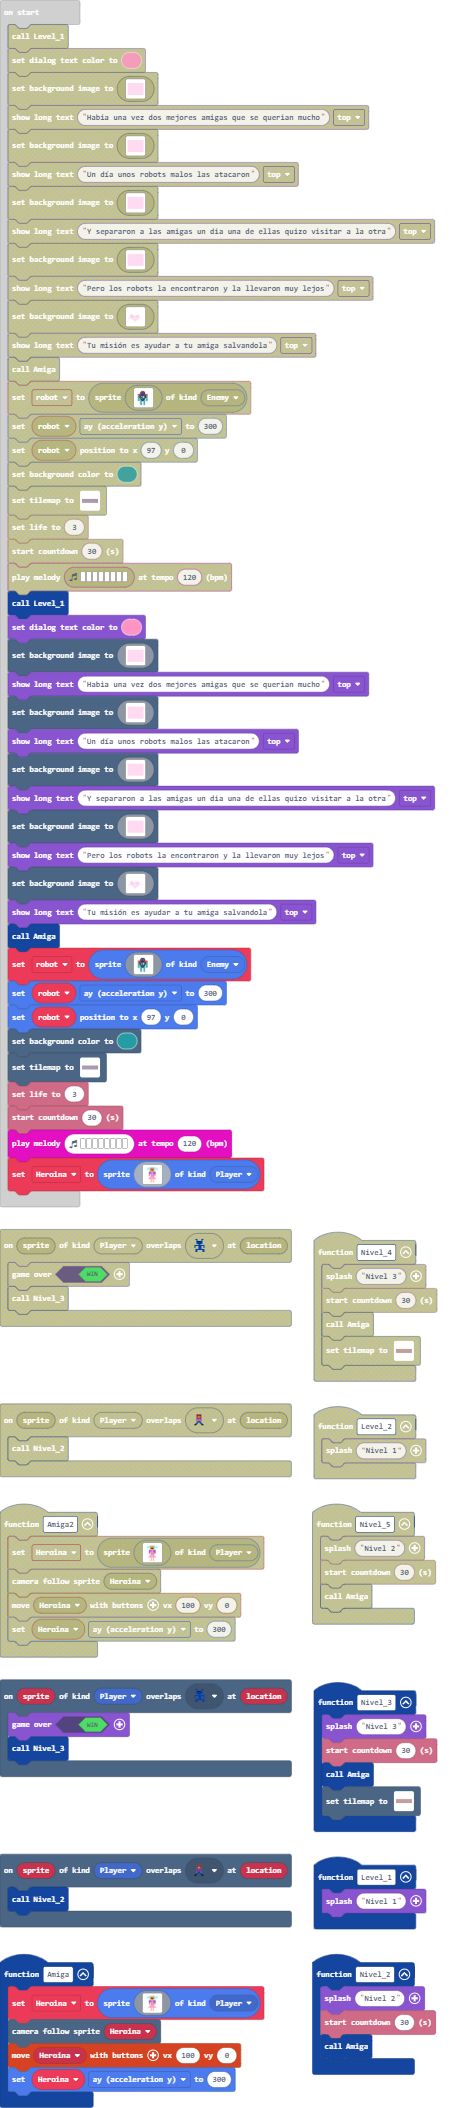 on start
call Level_1
set dialog text color to
set background image to
show long text "Habia una vez dos mejores amigas que se querian mucho" top
set background image to
show long text "Un día unos robots malos las atacaron" top
set background image to
show long text "Y separaron a las amigas un dia una de ellas quizo visitar a la otra" top
set background image to
show long text "Pero los robots la encontraron y la llevaron muy lejos" top
set background image to
show long text "Tu misión es ayudar a tu amiga salvandola" top
call Amiga
set robot to sprite of kind Enemy
set robot ay (acceleration y) to 300
set robot position to x 97 y 0
set background color to
set tilemap to
set life to 3
start countdown 30 (s)
play melody at tempo 120 (bpm)
call Level_1
set dialog text color to
set background image to
show long text "Habia una vez dos mejores amigas que se querian mucho" top
set background image to
show long text "Un día unos robots malos las atacaron" top
set background image to
show long text "Y separaron a las amigas un dia una de ellas quizo visitar a la otra" top
set background image to
show long text "Pero los robots la encontraron y la llevaron muy lejos" top
set background image to
show long text "Tu misión es ayudar a tu amiga salvandola" top
call Amiga
set robot to sprite of kind Enemy
set robot ay (acceleration y) to 300
set robot position to x 97 y 0
set background color to
set tilemap to
set life to 3
start countdown 30 (s)
play melody at tempo 120 (bpm)
set Heroina to sprite of kind Player
on sprite of kind Player overlaps at location
game over WIN
call Nivel_3
function Nivel_4
splash "Nivel 3"
start countdown 30 (s)
call Amiga
set tilemap to
on sprite of kind Player overlaps at location
call Nivel_2
function Level_2
splash "Nivel 1"
function Amiga2
set Heroina to sprite of kind Player
camera follow sprite Heroina
move Heroina with buttons vx 100 vy 0
set Heroina ay (acceleration y) to 300
function Nivel_5
splash "Nivel 2"
start countdown 30 (s)
call Amiga
on sprite of kind Player overlaps at location
game over WIN
call Nivel_3
function Nivel_3
splash "Nivel 3"
start countdown 30 (s)
call Amiga
set tilemap to
on sprite of kind Player overlaps at location
call Nivel_2
function Level_1
splash "Nivel 1"
function Amiga
set Heroina to sprite of kind Player
camera follow sprite Heroina
move Heroina with buttons vx 100 vy 0
set Heroina ay (acceleration y) to 300
function Nivel_2
splash "Nivel 2"
start countdown 30 (s)
call Amiga